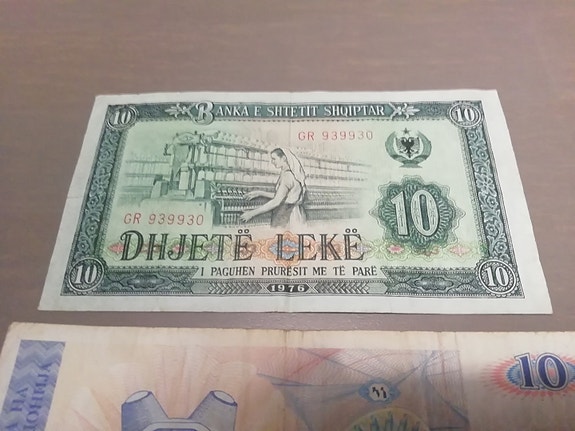 10 BANKA E SHTETIT SHQIPTAR 10
GR 939930
GR 939930
10
DHJETË LEKË
I PAGUHEN PRURËSIT ME TË PARË
10 1976 10
НА
10